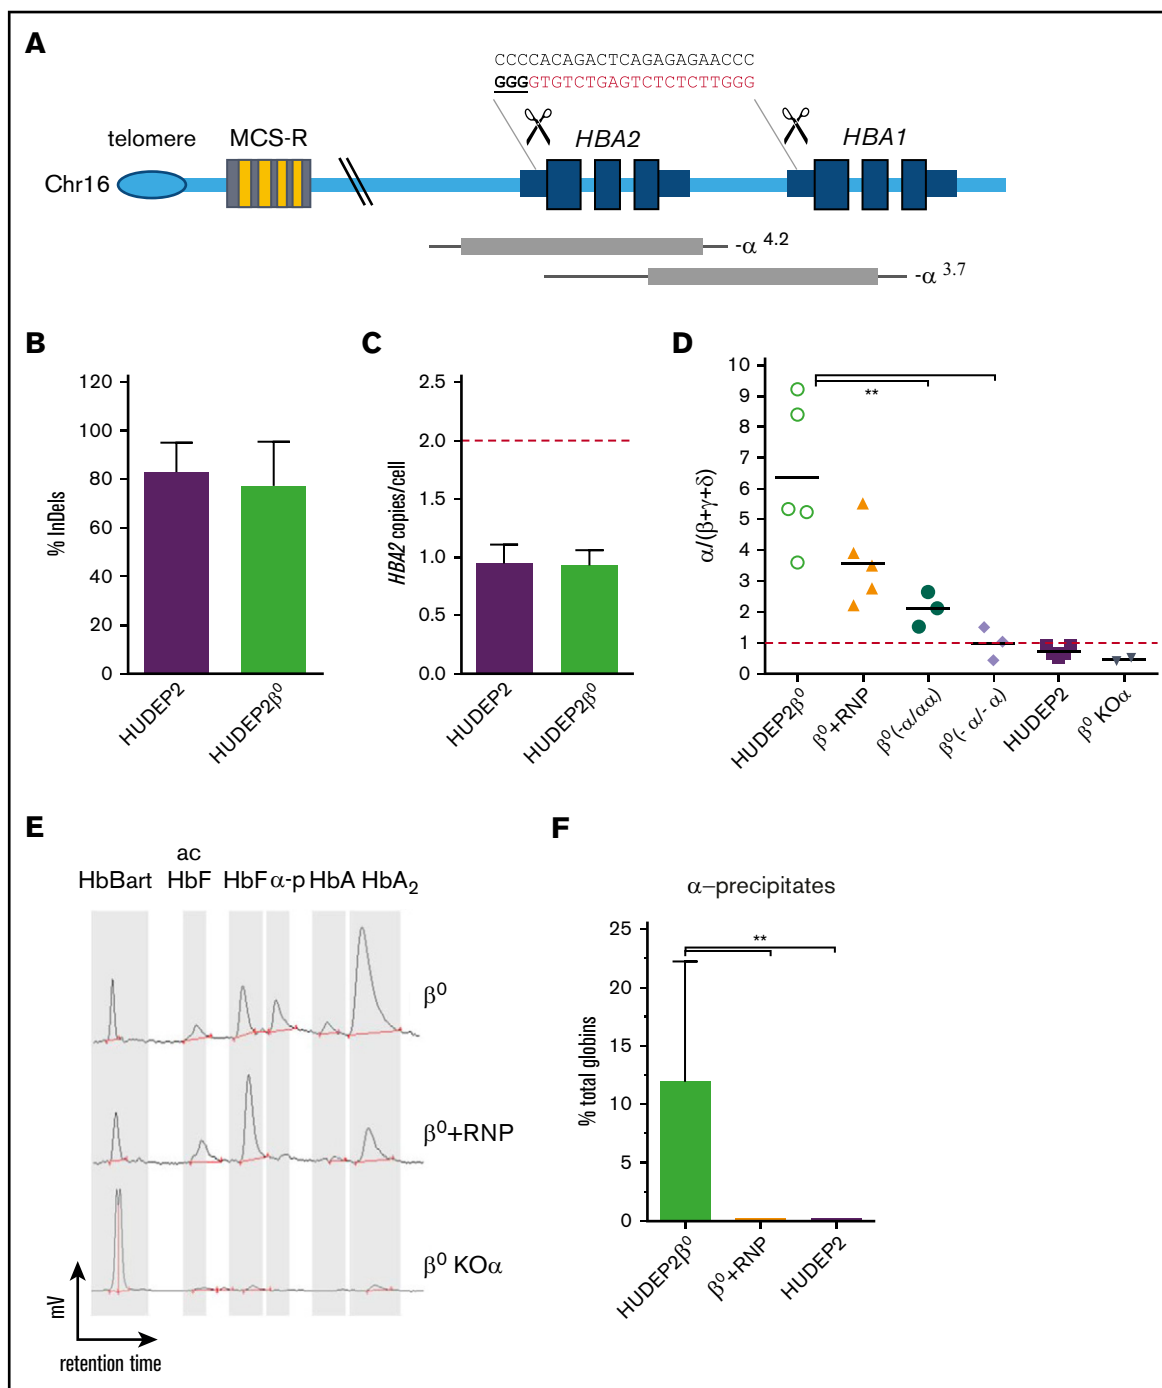 A
CCCCACAGACTCAGAGAGAACCC
GGGGTGTCTGAGTCTCTCTTGGG
telomere
MCS-R
HBA2
HBA1
Chr16
-α 4.2
-α 3.7
B
% InDels
120
100
80
60
40
20
0
HUDEP2
HUDEP2β⁰
C
HBA2 copies/cell
2.5
2.0
1.5
1.0
0.5
0.0
HUDEP2
HUDEP2β⁰
D
α/(β+γ+δ)
10
9
8
7
6
5
4
3
2
1
0
**
HUDEP2β⁰
β⁰+RNP
β⁰(-α/αα)
β⁰(- α/- α)
HUDEP2
β⁰ KOα
E
HbBart
ac
HbF
HbF
α-p
HbA
HbA₂
β⁰
β⁰+RNP
β⁰ KOα
mV
retention time
F
α–precipitates
% total globins
25
20
15
10
5
0
**
HUDEP2β⁰
β⁰+RNP
HUDEP2